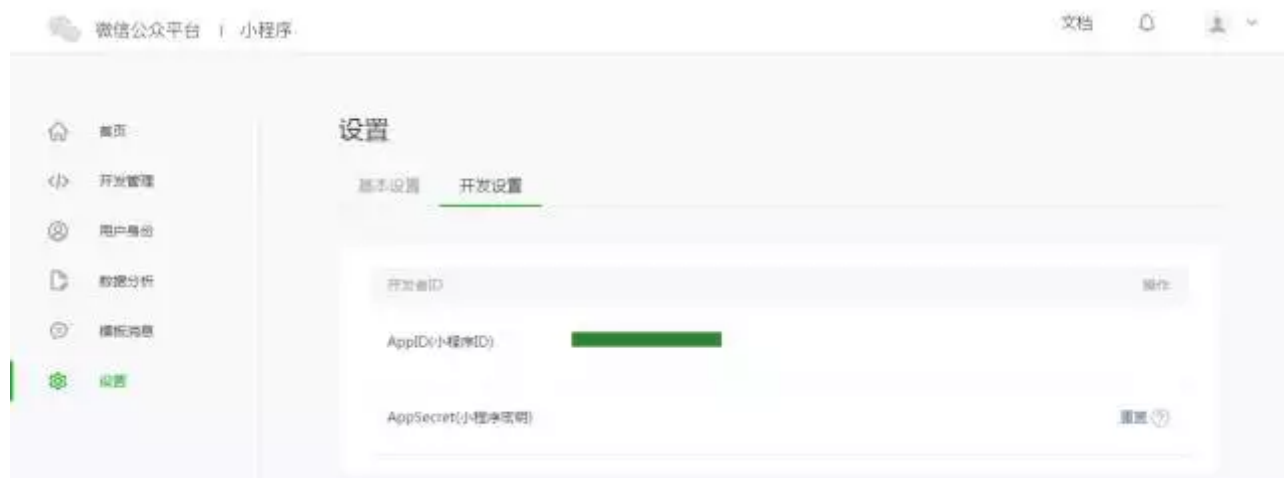 微信公众平台 | 小程序
文档
首页
开发管理
用户身份
数据分析
模板消息
设置
设置
基本设置 开发设置
开发者ID 操作
AppID(小程序ID)
AppSecret(小程序密钥) 重置